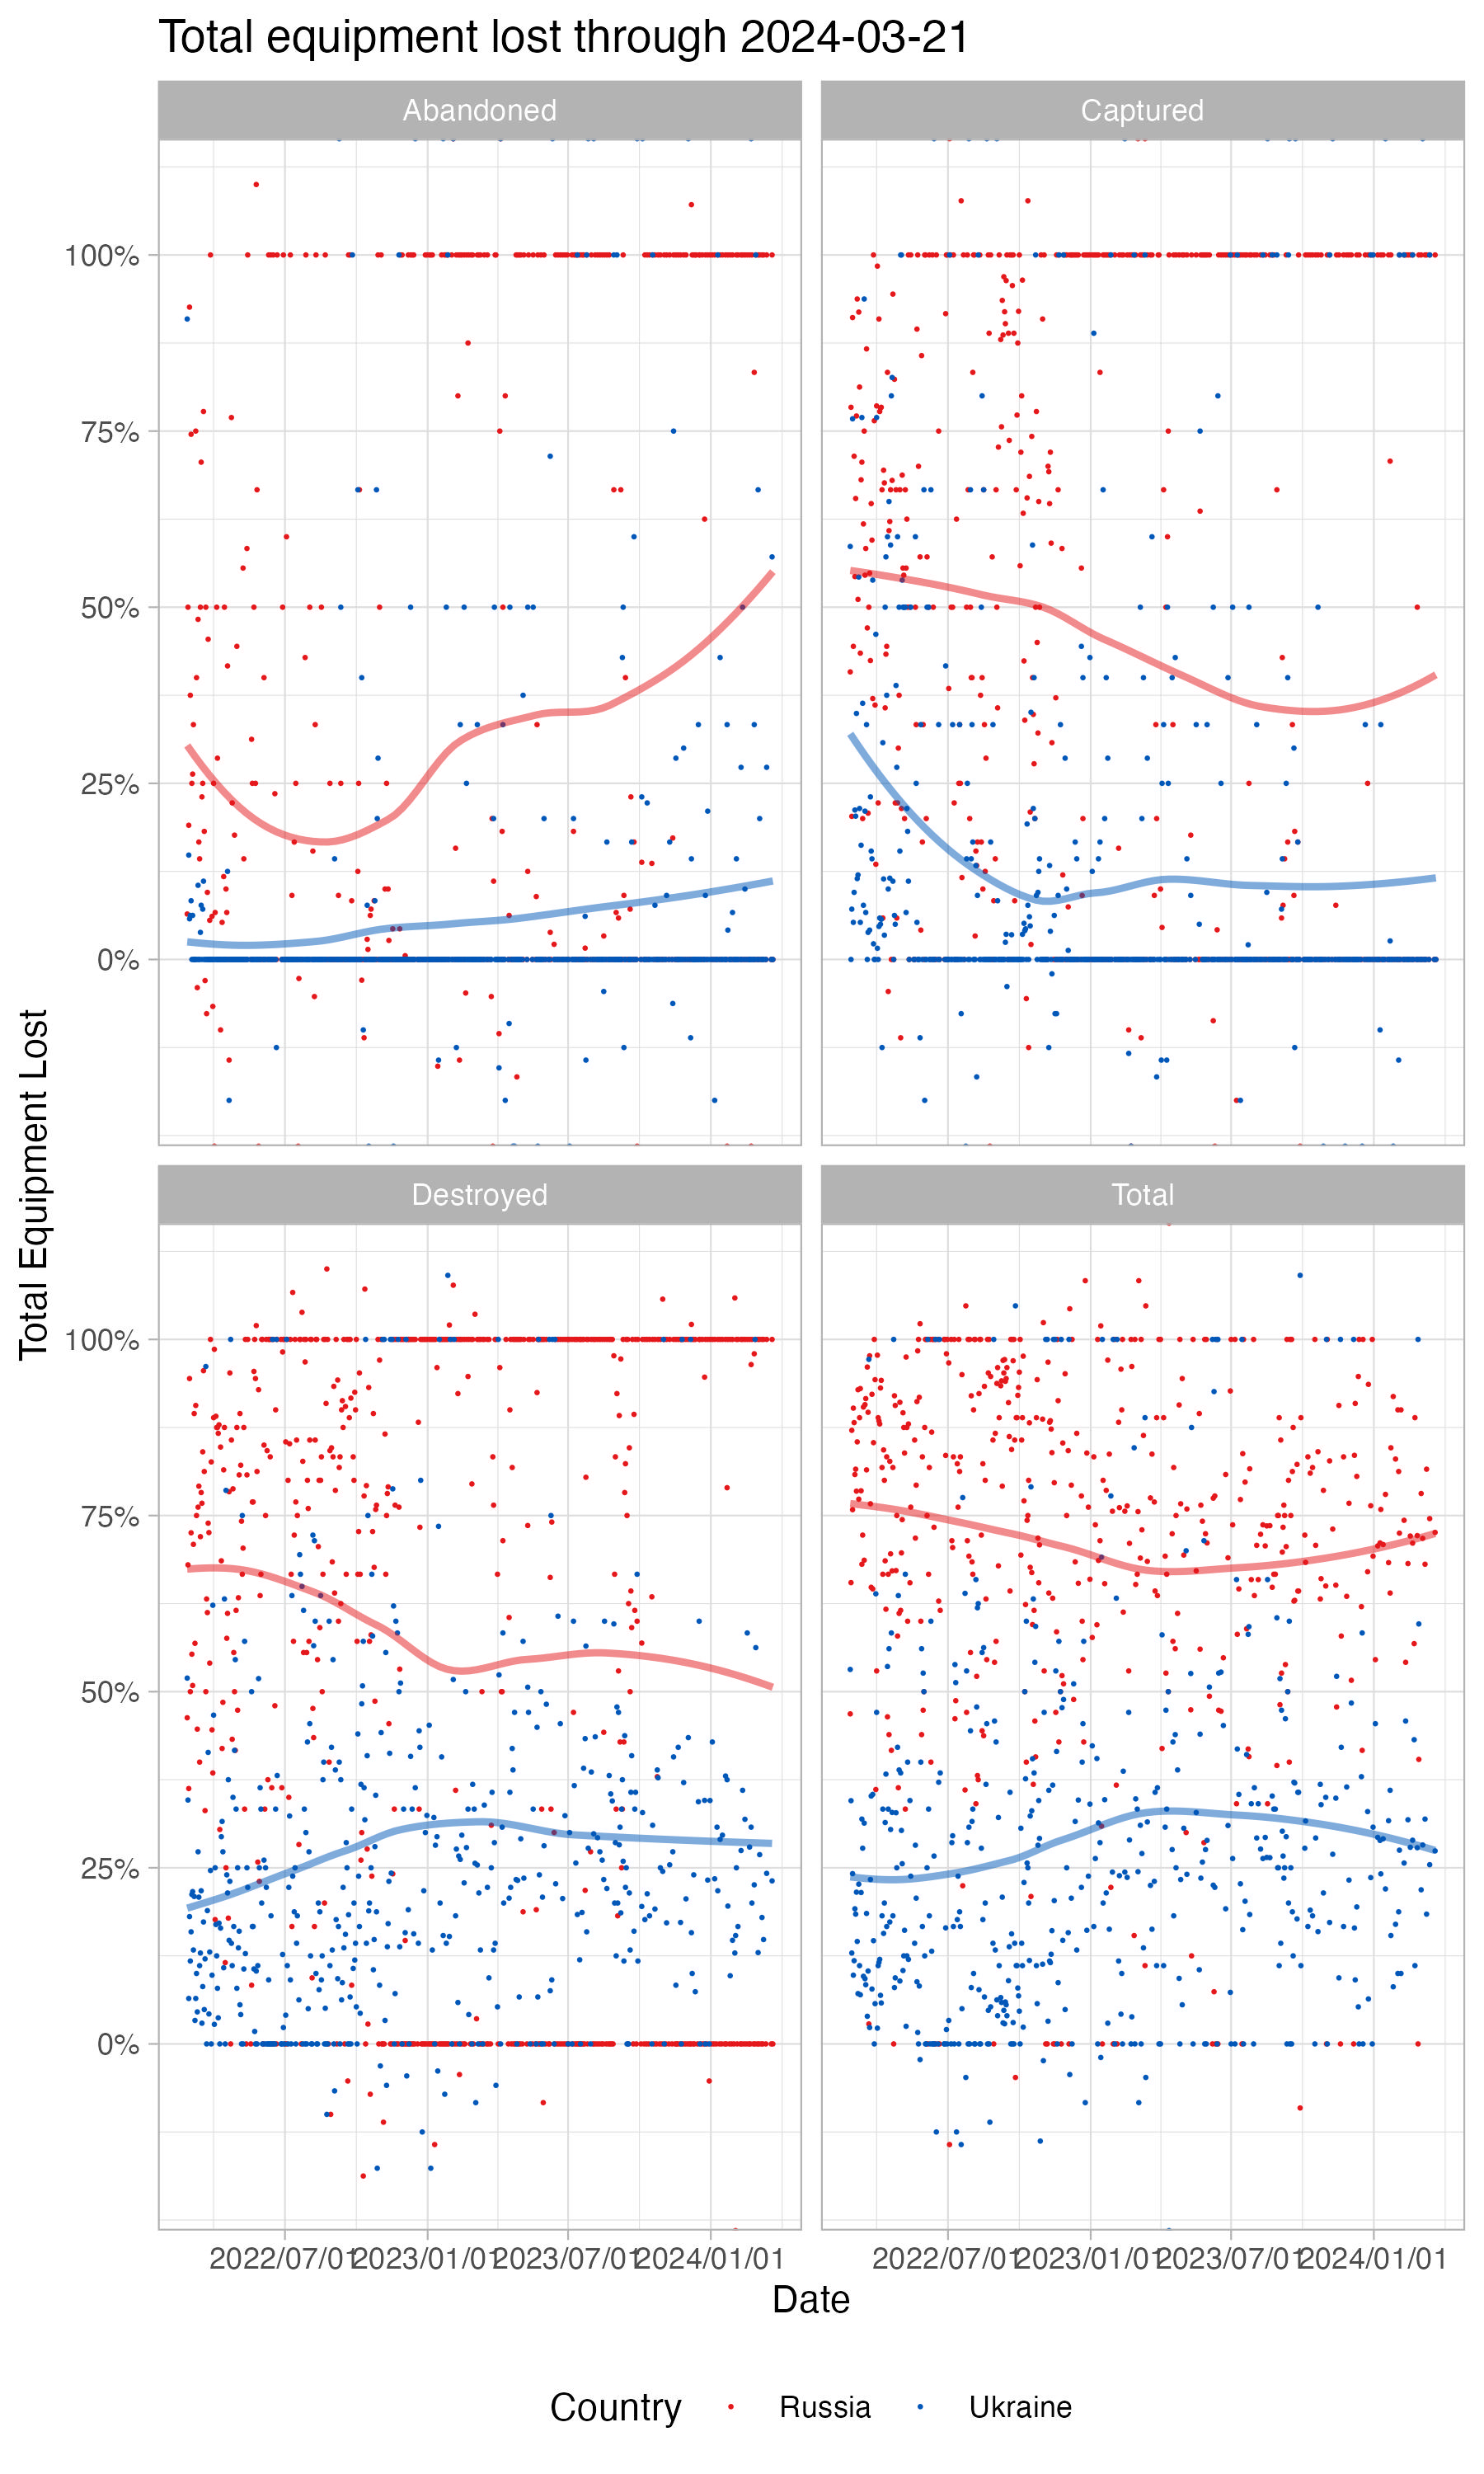 Total equipment lost through 2024-03-21
Abandoned
Captured
100%
75%
50%
25%
0%
Destroyed
Total
100%
75%
50%
25%
0%
Total Equipment Lost
2022/07/01 2023/01/01 2023/07/01 2024/01/01
2022/07/01 2023/01/01 2023/07/01 2024/01/01
Date
Country Russia Ukraine